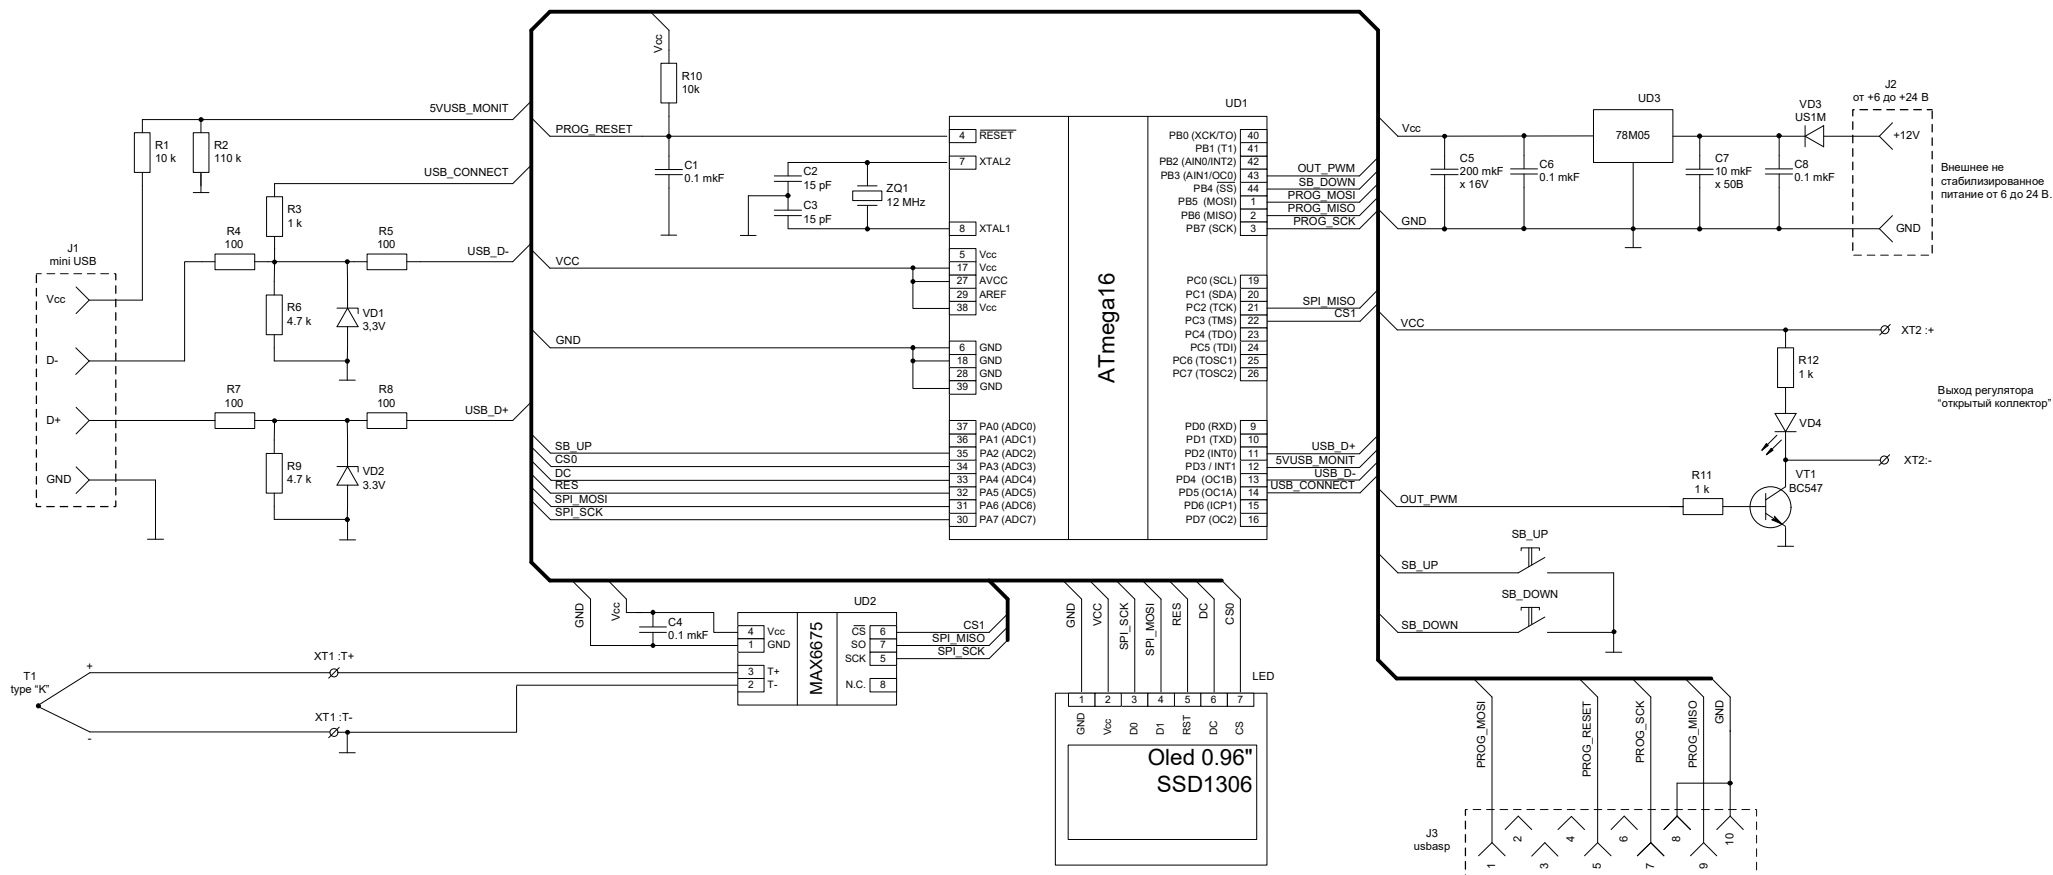 5VUSB_MONIT
R1
10 k
R2
110 k
USB_CONNECT
R3
1 k
R4
100
R5
100
USB_D-
J1
mini USB
Vcc
D-
D+
GND
R6
4.7 k
VD1
3,3V
R7
100
R8
100
USB_D+
R9
4.7 k
VD2
3.3V
Vcc
R10
10k
PROG_RESET
C1
0.1 mkF
C2
15 pF
C3
15 pF
ZQ1
12 MHz
VCC
GND
SB_UP
CS0
DC
RES
SPI_MOSI
SPI_SCK
UD1
ATmega16
4 RESET
7 XTAL2
8 XTAL1
5 Vcc
17 Vcc
27 AVCC
29 AREF
38 Vcc
6 GND
18 GND
28 GND
39 GND
37 PA0 (ADC0)
36 PA1 (ADC1)
35 PA2 (ADC2)
34 PA3 (ADC3)
33 PA4 (ADC4)
32 PA5 (ADC5)
31 PA6 (ADC6)
30 PA7 (ADC7)
PB0 (XCK/TO) 40
PB1 (T1) 41
PB2 (AIN0/INT2) 42
PB3 (AIN1/OC0) 43
PB4 (SS) 44
PB5 (MOSI) 1
PB6 (MISO) 2
PB7 (SCK) 3
PC0 (SCL) 19
PC1 (SDA) 20
PC2 (TCK) 21
PC3 (TMS) 22
PC4 (TDO) 23
PC5 (TDI) 24
PC6 (TOSC1) 25
PC7 (TOSC2) 26
PD0 (RXD) 9
PD1 (TXD) 10
PD2 (INT0) 11
PD3 / INT1 12
PD4 (OC1B) 13
PD5 (OC1A) 14
PD6 (ICP1) 15
PD7 (OC2) 16
OUT_PWM
SB_DOWN
PROG_MOSI
PROG_MISO
PROG_SCK
SPI_MISO
CS1
USB_D+
5VUSB_MONIT
USB_D-
USB_CONNECT
Vcc
C5
200 mkF
x 16V
C6
0.1 mkF
UD3
78M05
C7
10 mkF
x 50В
C8
0.1 mkF
VD3
US1M
J2
от +6 до +24 В
+12V
GND
GND
Внешнее не
стабилизированное
питание от 6 до 24 В.
VCC
XT2 :+
R12
1 k
VD4
XT2:-
Выход регулятора
"открытый коллектор"
OUT_PWM
R11
1 k
VT1
BC547
SB_UP
SB_UP
SB_DOWN
SB_DOWN
T1
type "K"
+
-
XT1 :T+
XT1 :T-
GND
Vcc
C4
0.1 mkF
UD2
MAX6675
4 Vcc
1 GND
3 T+
2 T-
CS 6
SO 7
SCK 5
N.C. 8
CS1
SPI_MISO
SPI_SCK
GND
VCC
SPI_SCK
SPI_MOSI
RES
DC
CS0
LED
1 2 3 4 5 6 7
GND
Vcc
D0
D1
RST
DC
CS
Oled 0.96"
SSD1306
PROG_MOSI
PROG_RESET
PROG_SCK
PROG_MISO
GND
J3
usbasp
1 2 3 4 5 6 7 8 9 10